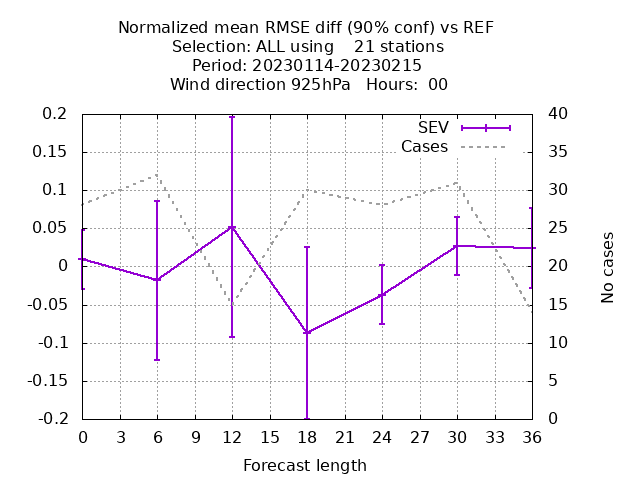 Normalized mean RMSE diff (90% conf) vs REF
Selection: ALL using    21 stations
Period: 20230114-20230215
Wind direction 925hPa   Hours:  00
0.2
0.15
0.1
0.05
0
-0.05
-0.1
-0.15
-0.2
SEV
Cases
40
35
30
25
20
15
10
5
0
No cases
0 3 6 9 12 15 18 21 24 27 30 33 36
Forecast length